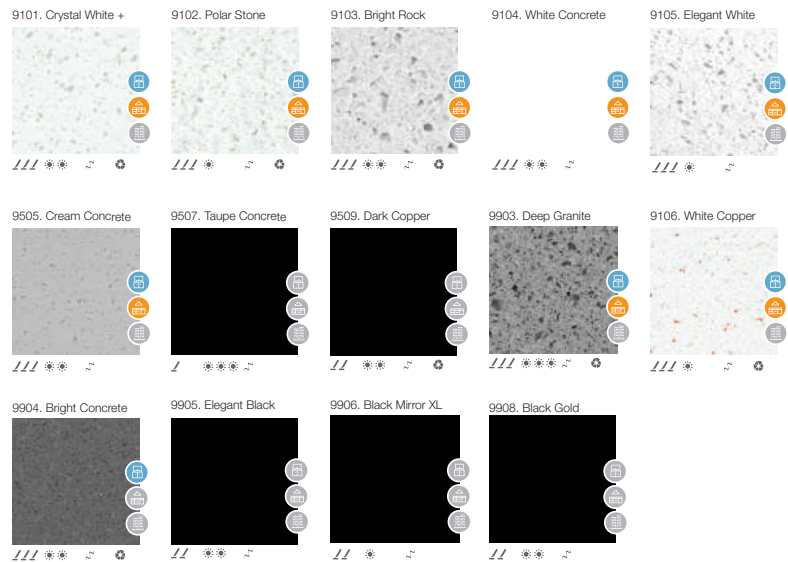 9101. Crystal White +
9102. Polar Stone
9103. Bright Rock
9104. White Concrete
9105. Elegant White
9505. Cream Concrete
9507. Taupe Concrete
9509. Dark Copper
9903. Deep Granite
9106. White Copper
9904. Bright Concrete
9905. Elegant Black
9906. Black Mirror XL
9908. Black Gold